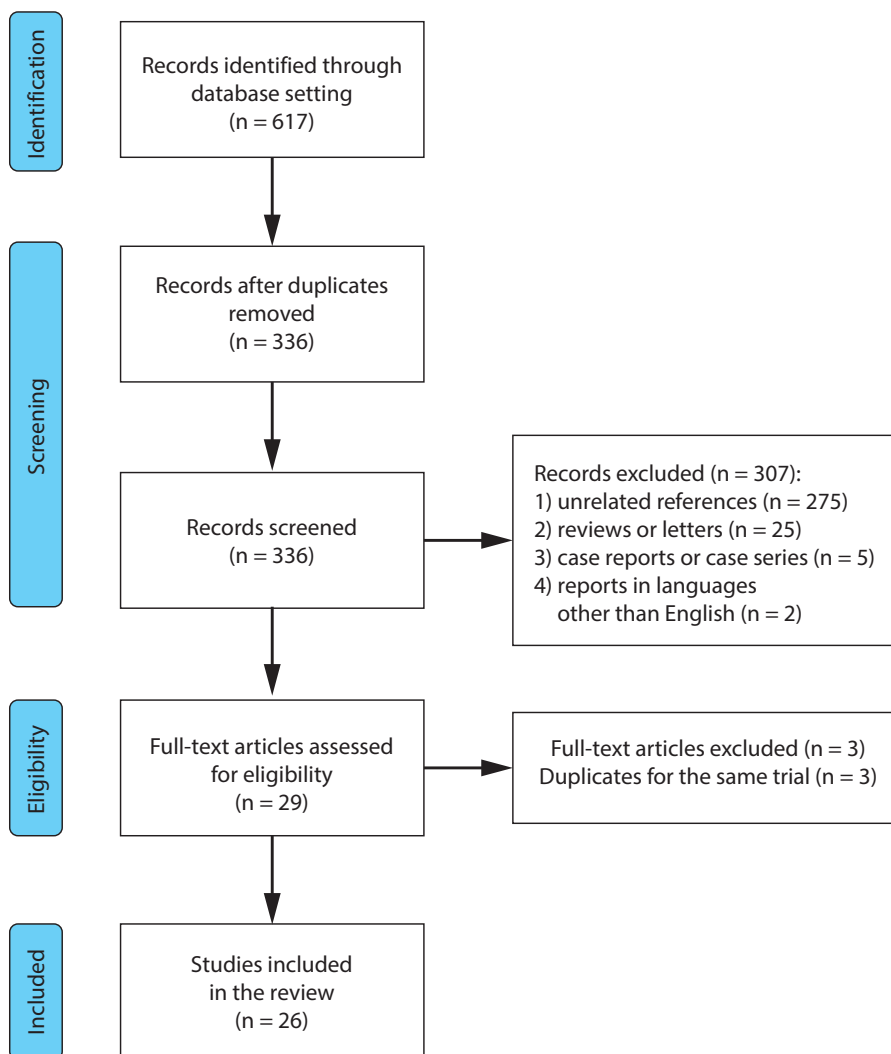 Identification
Records identified through
database setting
(n = 617)
Screening
Records after duplicates
removed
(n = 336)
Records screened
(n = 336)
Records excluded (n = 307):
1) unrelated references (n = 275)
2) reviews or letters (n = 25)
3) case reports or case series (n = 5)
4) reports in languages
other than English (n = 2)
Eligibility
Full-text articles assessed
for eligibility
(n = 29)
Full-text articles excluded (n = 3)
Duplicates for the same trial (n = 3)
Included
Studies included
in the review
(n = 26)